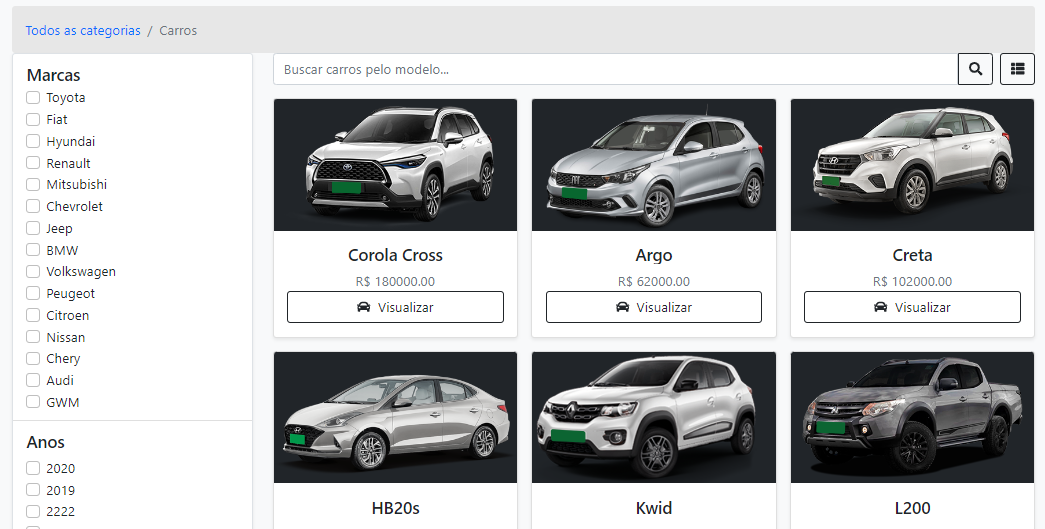 Todos as categorias / Carros
Marcas
Toyota
Fiat
Hyundai
Renault
Mitsubishi
Chevrolet
Jeep
BMW
Volkswagen
Peugeot
Citroen
Nissan
Chery
Audi
GWM
Anos
2020
2019
2222
Buscar carros pelo modelo...
Corola Cross
R$ 180000.00
Visualizar
Argo
R$ 62000.00
Visualizar
Creta
R$ 102000.00
Visualizar
HB20s
Kwid
L200